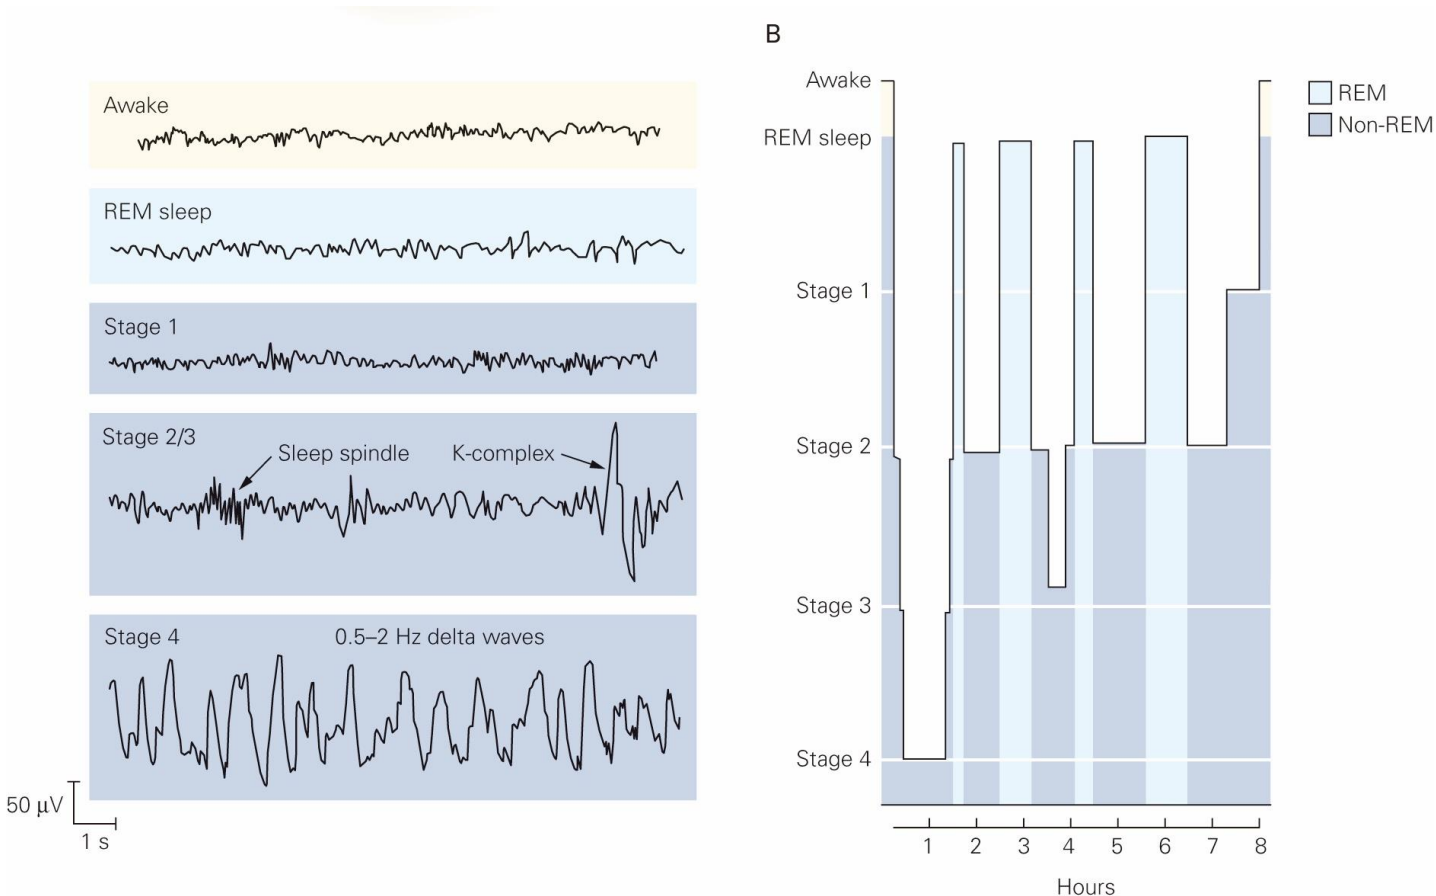 Awake
REM sleep
Stage 1
Stage 2/3
Sleep spindle
K-complex
Stage 4
0.5–2 Hz delta waves
50 μV
1 s
B
Awake
REM sleep
Stage 1
Stage 2
Stage 3
Stage 4
REM
Non-REM
1 2 3 4 5 6 7 8
Hours